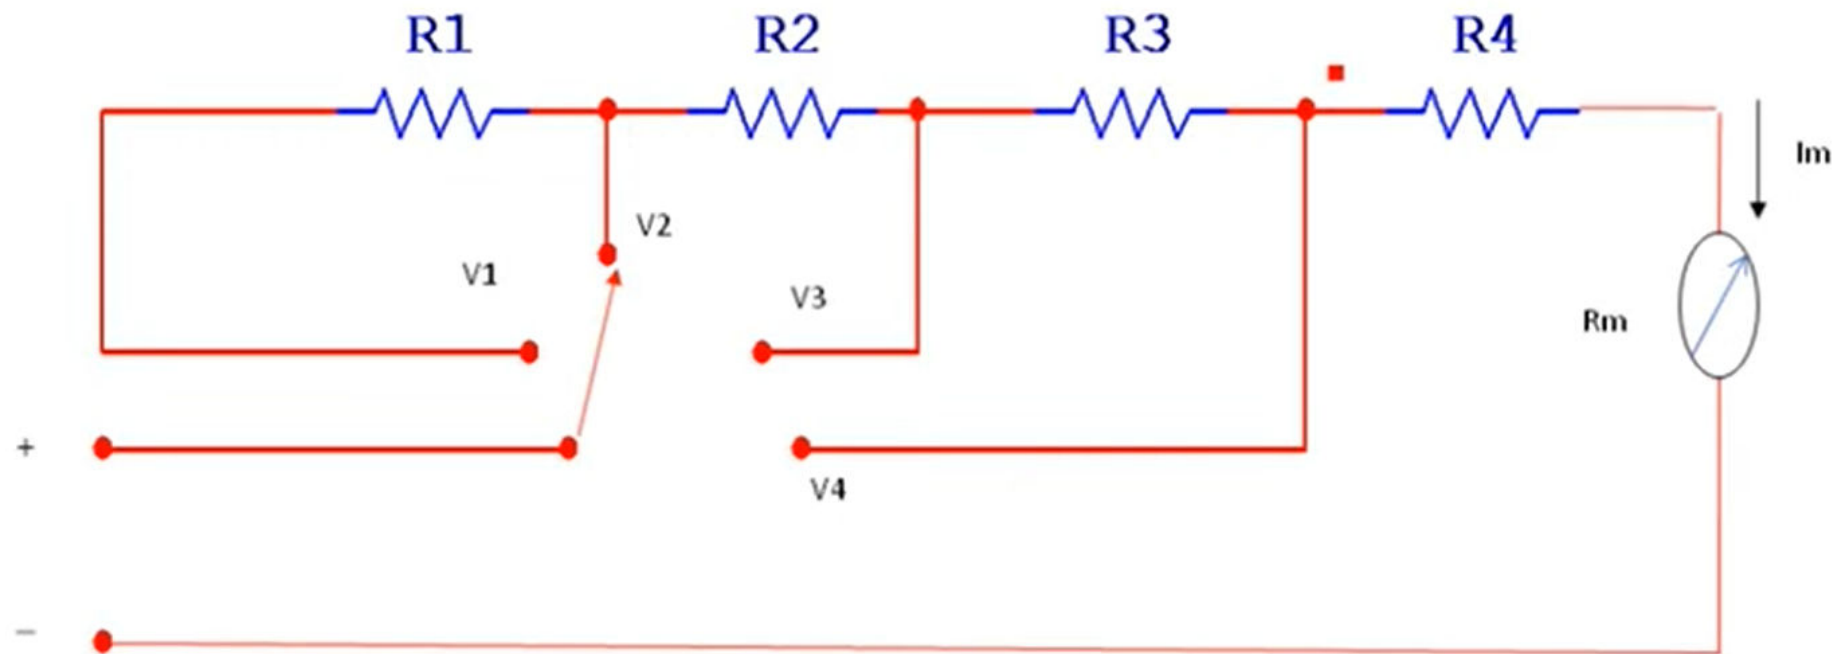 R1 R2 R3 R4
Im
V2
V1
V3
Rm
+
V4
–